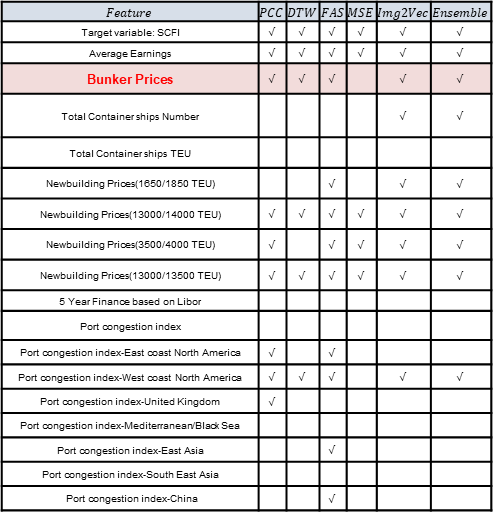 Feature PCC DTW FAS MSE Img2Vec Ensemble
Target variable: SCFI √ √ √ √ √ √
Average Earnings √ √ √ √ √ √
Bunker Prices √ √ √ √ √
Total Container ships Number √ √
Total Container ships TEU
Newbuilding Prices(1650/1850 TEU) √ √ √
Newbuilding Prices(13000/14000 TEU) √ √ √ √ √ √
Newbuilding Prices(3500/4000 TEU) √ √ √ √ √
Newbuilding Prices(13000/13500 TEU) √ √ √ √ √ √
5 Year Finance based on Libor
Port congestion index
Port congestion index-East coast North America √ √
Port congestion index-West coast North America √ √ √ √ √
Port congestion index-United Kingdom √
Port congestion index-Mediterranean/Black Sea
Port congestion index-East Asia √
Port congestion index-South East Asia
Port congestion index-China √